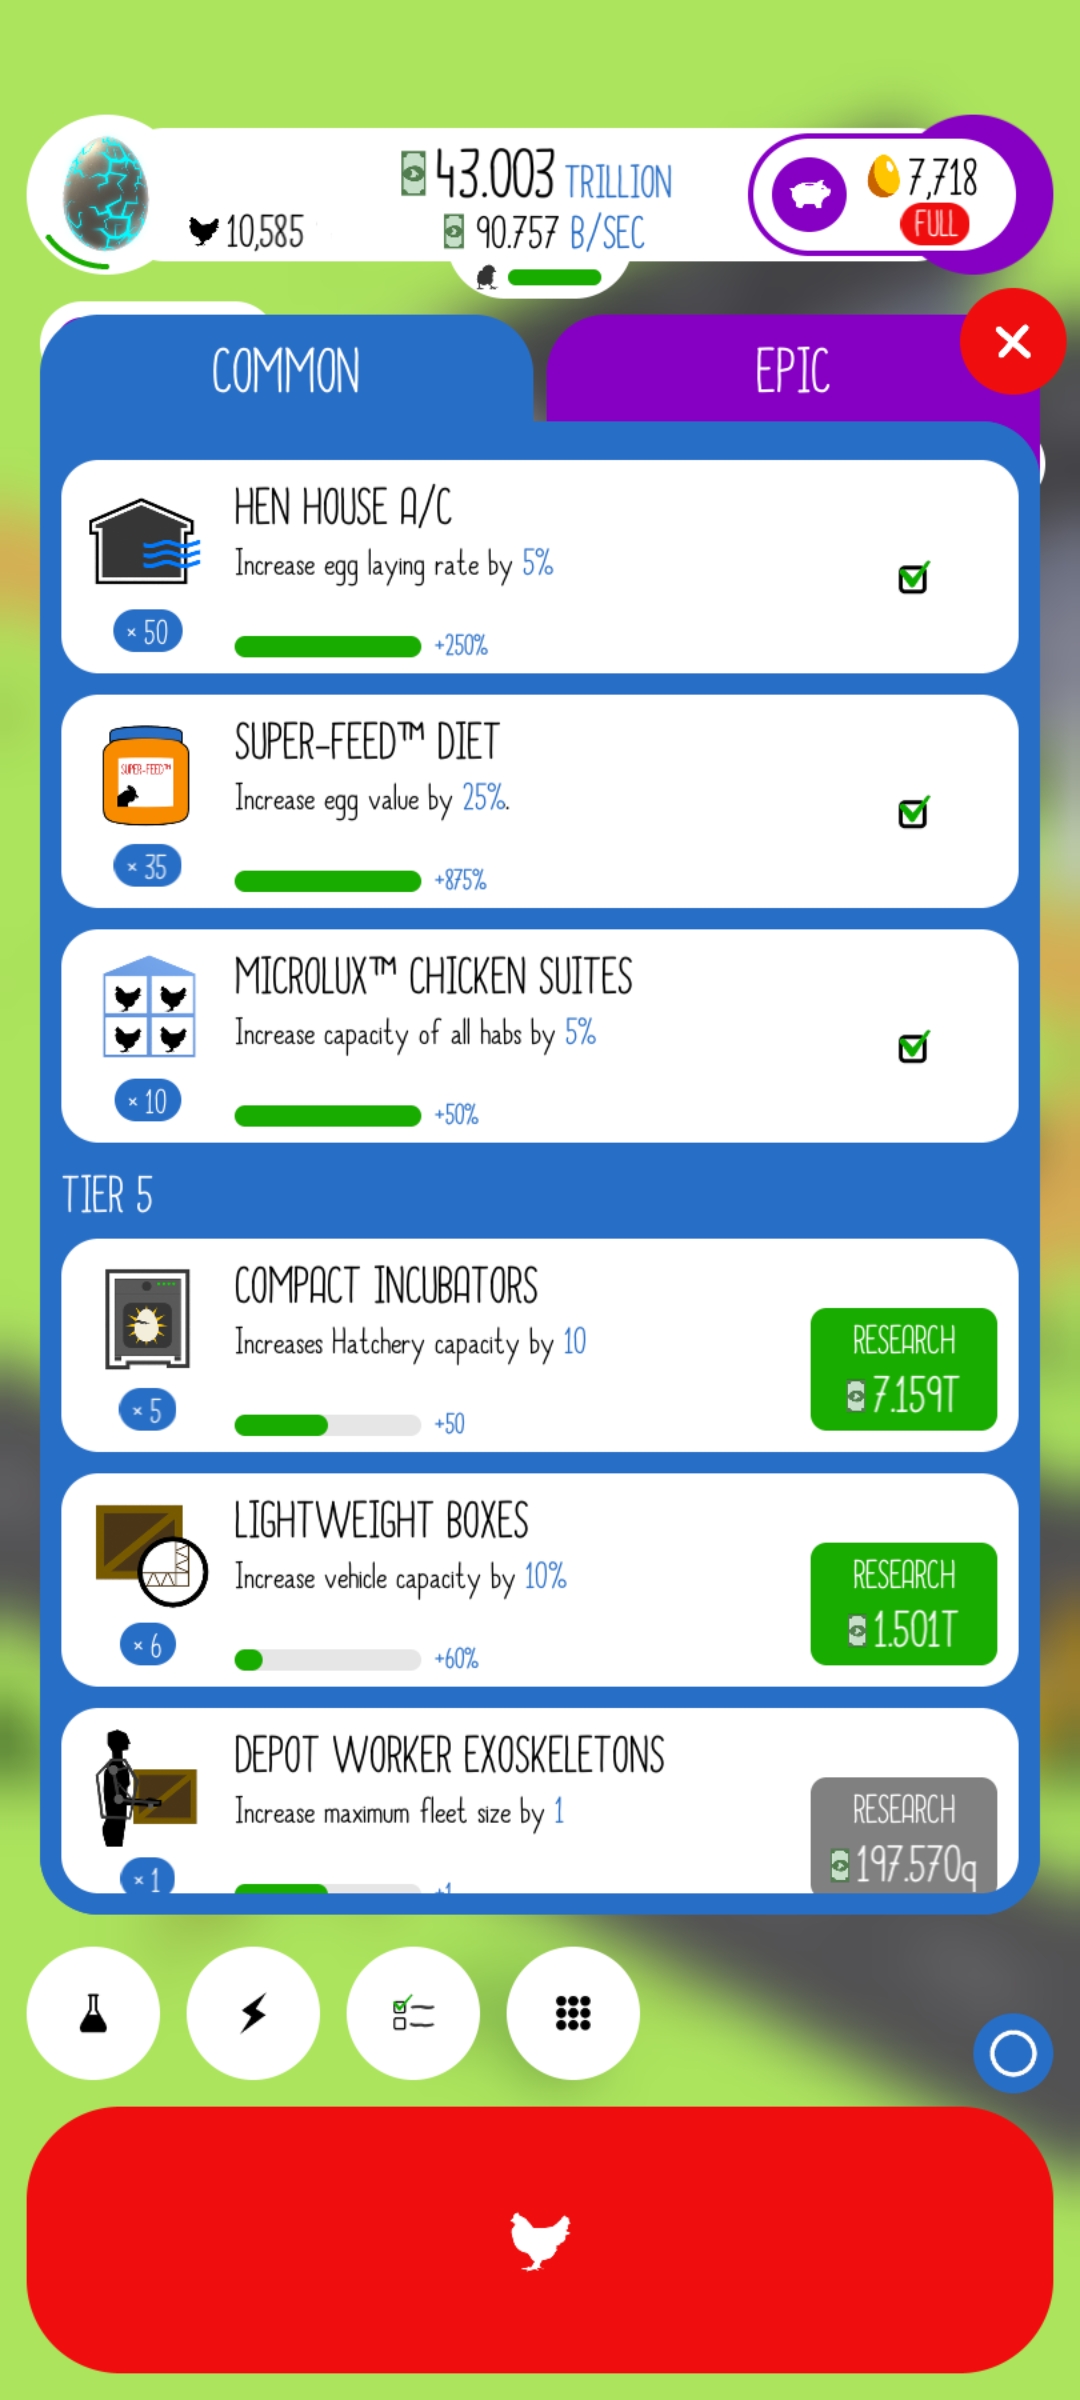 43.003 TRILLION
7,718
10,585
90.757 B/SEC
FULL
COMMON
EPIC
HEN HOUSE A/C
Increase egg laying rate by 5%
× 50
+250%
SUPER-FEED™ DIET
SUPER-FEED™
Increase egg value by 25%.
× 35
+875%
MICROLUX™ CHICKEN SUITES
Increase capacity of all habs by 5%
× 10
+50%
TIER 5
COMPACT INCUBATORS
Increases Hatchery capacity by 10
RESEARCH
7.159T
× 5
+50
LIGHTWEIGHT BOXES
Increase vehicle capacity by 10%
RESEARCH
1.501T
× 6
+60%
DEPOT WORKER EXOSKELETONS
Increase maximum fleet size by 1
RESEARCH
197.570q
× 1
+1